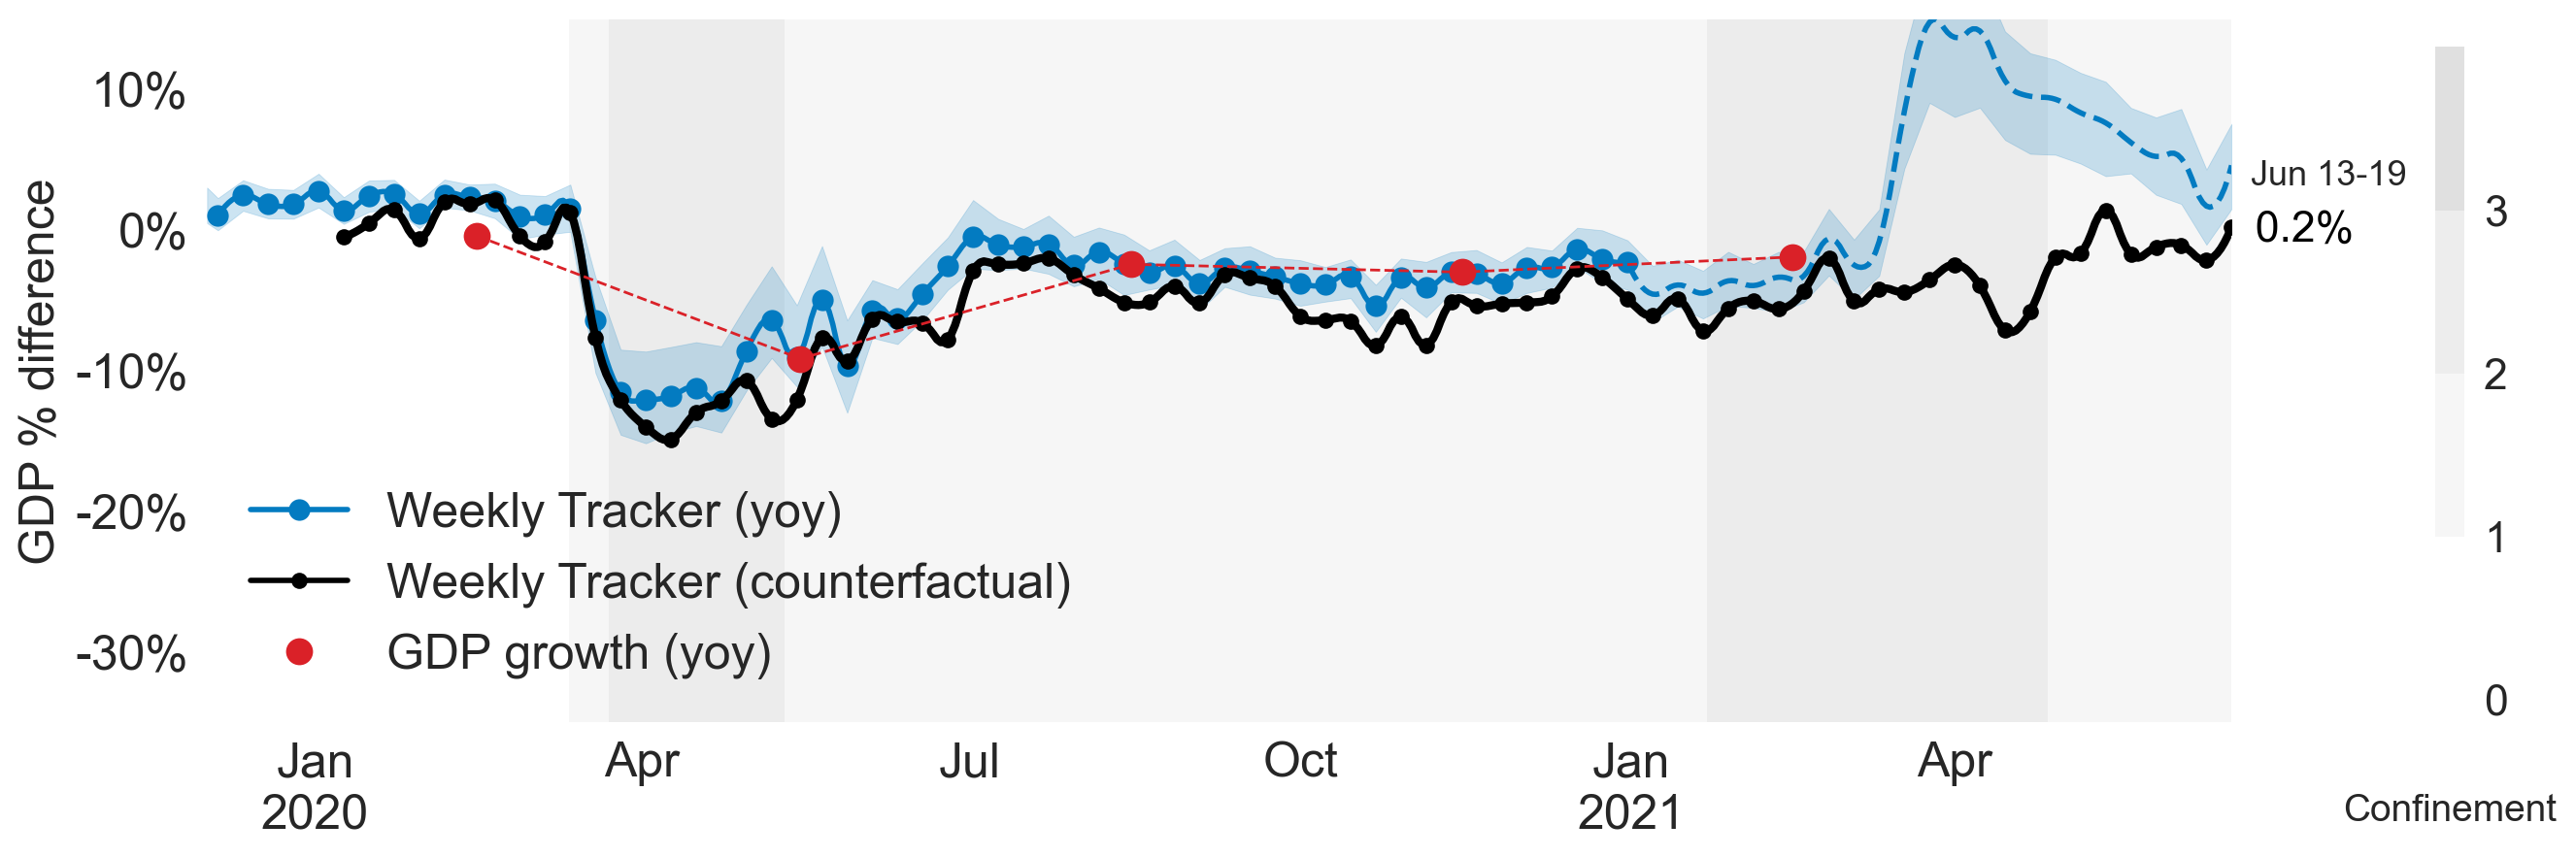 GDP % difference
10%
0%
-10%
-20%
-30%
Weekly Tracker (yoy)
Weekly Tracker (counterfactual)
GDP growth (yoy)
Jan
2020
Apr
Jul
Oct
Jan
2021
Apr
Jun 13-19
0.2%
3
2
1
0
Confinement